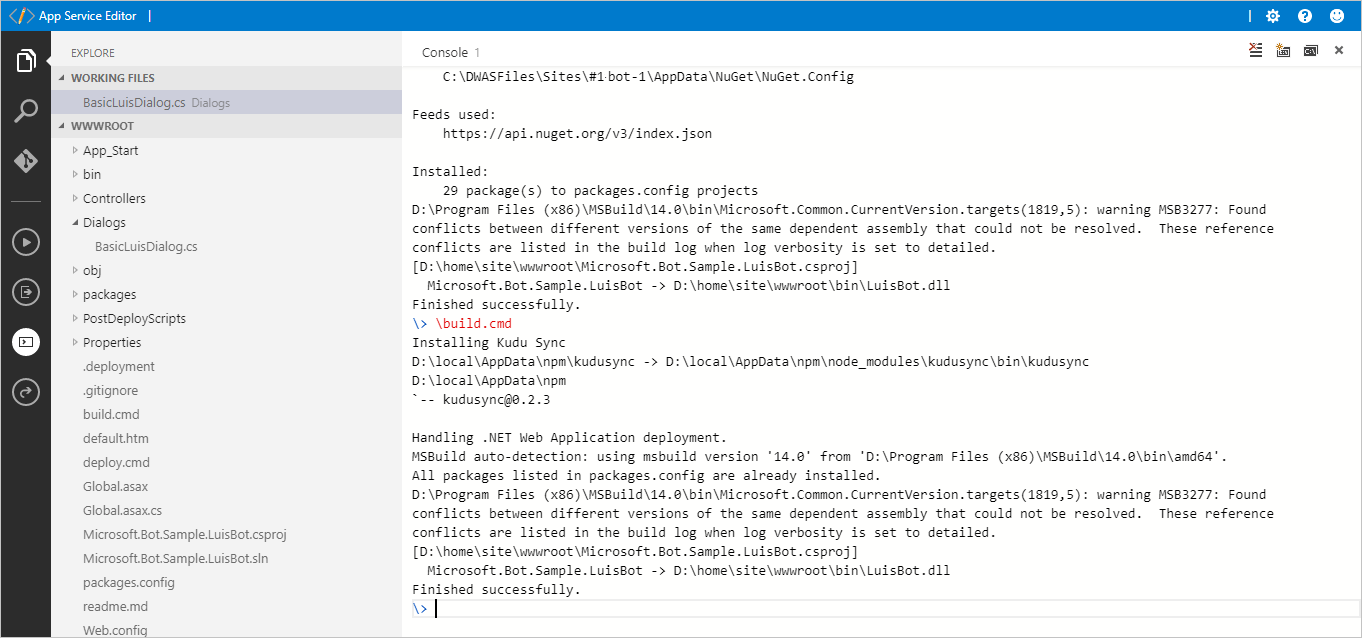 App Service Editor
EXPLORE
WORKING FILES
BasicLuisDialog.cs Dialogs
WWWROOT
App_Start
bin
Controllers
Dialogs
BasicLuisDialog.cs
obj
packages
PostDeployScripts
Properties
.deployment
.gitignore
build.cmd
default.htm
deploy.cmd
Global.asax
Global.asax.cs
Microsoft.Bot.Sample.LuisBot.csproj
Microsoft.Bot.Sample.LuisBot.sln
packages.config
readme.md
Web.config
Console 1
C:\DWASFiles\Sites\#1bot-1\AppData\NuGet\NuGet.Config
Feeds used:
https://api.nuget.org/v3/index.json
Installed:
29 package(s) to packages.config projects
D:\Program Files (x86)\MSBuild\14.0\bin\Microsoft.Common.CurrentVersion.targets(1819,5): warning MSB3277: Found
conflicts between different versions of the same dependent assembly that could not be resolved.  These reference
conflicts are listed in the build log when log verbosity is set to detailed.
[D:\home\site\wwwroot\Microsoft.Bot.Sample.LuisBot.csproj]
Microsoft.Bot.Sample.LuisBot -> D:\home\site\wwwroot\bin\LuisBot.dll
Finished successfully.
\> \build.cmd
Installing Kudu Sync
D:\local\AppData\npm\kudusync -> D:\local\AppData\npm\node_modules\kudusync\bin\kudusync
D:\local\AppData\npm
`-- kudusync@0.2.3
Handling .NET Web Application deployment.
MSBuild auto-detection: using msbuild version '14.0' from 'D:\Program Files (x86)\MSBuild\14.0\bin\amd64'.
All packages listed in packages.config are already installed.
D:\Program Files (x86)\MSBuild\14.0\bin\Microsoft.Common.CurrentVersion.targets(1819,5): warning MSB3277: Found
conflicts between different versions of the same dependent assembly that could not be resolved.  These reference
conflicts are listed in the build log when log verbosity is set to detailed.
[D:\home\site\wwwroot\Microsoft.Bot.Sample.LuisBot.csproj]
Microsoft.Bot.Sample.LuisBot -> D:\home\site\wwwroot\bin\LuisBot.dll
Finished successfully.
\>